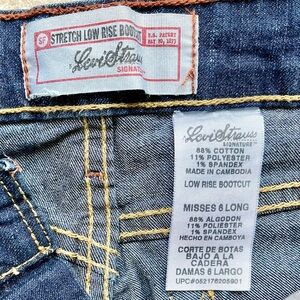 SF
STRETCH LOW RISE BOOTCUT
U.S. PATENT
MAY 20, 1873
Levi Strauss
SIGNATURE
Levi Strauss
SIGNATURE
88% COTTON
11% POLYESTER
1% SPANDEX
MADE IN CAMBODIA
LOW RISE BOOTCUT
MISSES 6 LONG
88% ALGODON
11% POLYESTER
1% SPANDEX
HECHO EN CAMBOYA
CORTE DE BOTAS
BAJO A LA
CADERA
DAMAS 6 LARGO